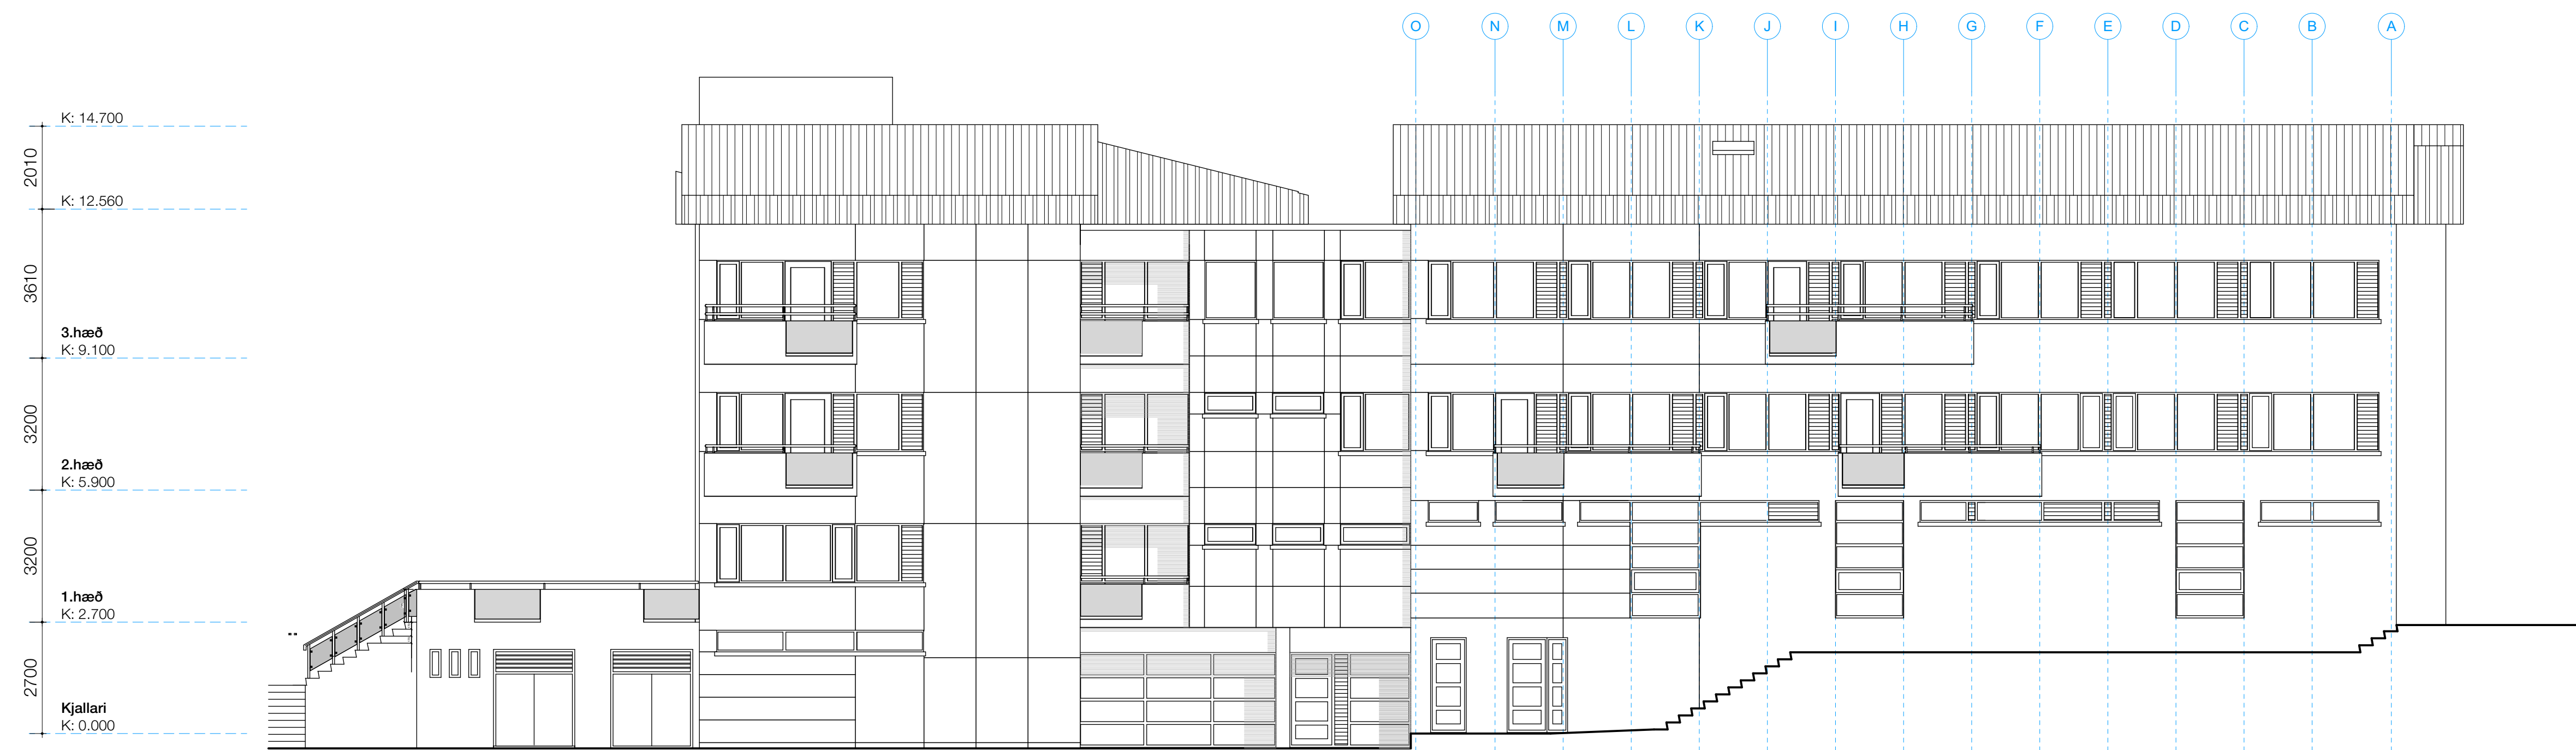 O N M L K J I H G F E D C B A
K: 14.700
2010
K: 12.560
3610
3.hæð
K: 9.100
3200
2.hæð
K: 5.900
3200
1.hæð
K: 2.700
2700
Kjallari
K: 0.000